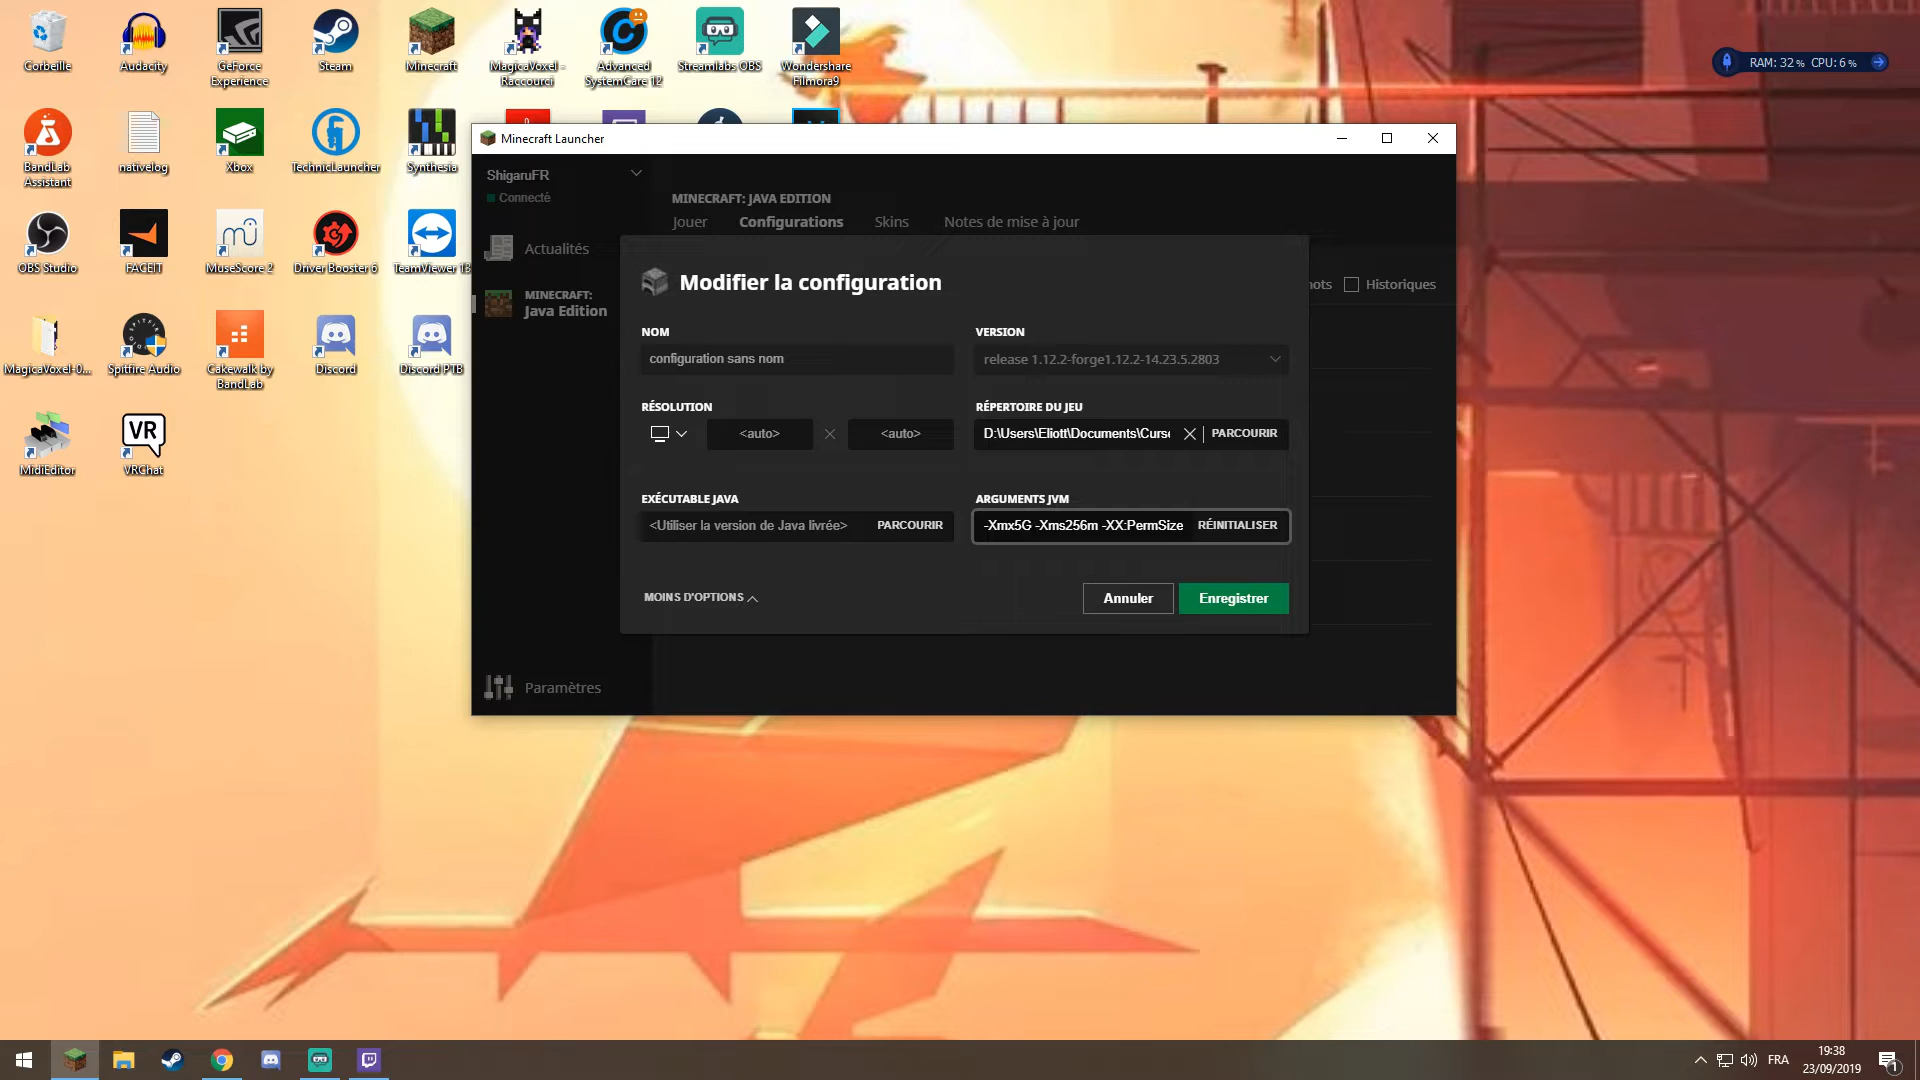 Corbeille
Audacity
GeForce
Experience
Steam
Minecraft
MagicaVoxel -
Raccourci
Advanced
SystemCare 12
Streamlabs OBS
Wondershare
Filmora9
RAM: 32 % CPU: 6 %
BandLab
Assistant
nativelog
Xbox
TechnicLauncher
Synthesia
OBS Studio
FACEIT
MuseScore 2
Driver Booster 6
TeamViewer 13
MagicaVoxel-0...
Spitfire Audio
Cakewalk by
BandLab
Discord
Discord PTB
MidiEditor
VR
VRChat
Minecraft Launcher
ShigaruFR
Connecté
Actualités
MINECRAFT:
Java Edition
Paramètres
MINECRAFT: JAVA EDITION
Jouer
Configurations
Skins
Notes de mise à jour
Historiques
Modifier la configuration
NOM
configuration sans nom
VERSION
release 1.12.2-forge1.12.2-14.23.5.2803
RÉSOLUTION
<auto>
<auto>
RÉPERTOIRE DU JEU
D:\Users\Eliott\Documents\Curse
PARCOURIR
EXÉCUTABLE JAVA
<Utiliser la version de Java livrée>
PARCOURIR
ARGUMENTS JVM
-Xmx5G -Xms256m -XX:PermSize
RÉINITIALISER
MOINS D'OPTIONS
Annuler
Enregistrer
FRA
19:38
23/09/2019
1